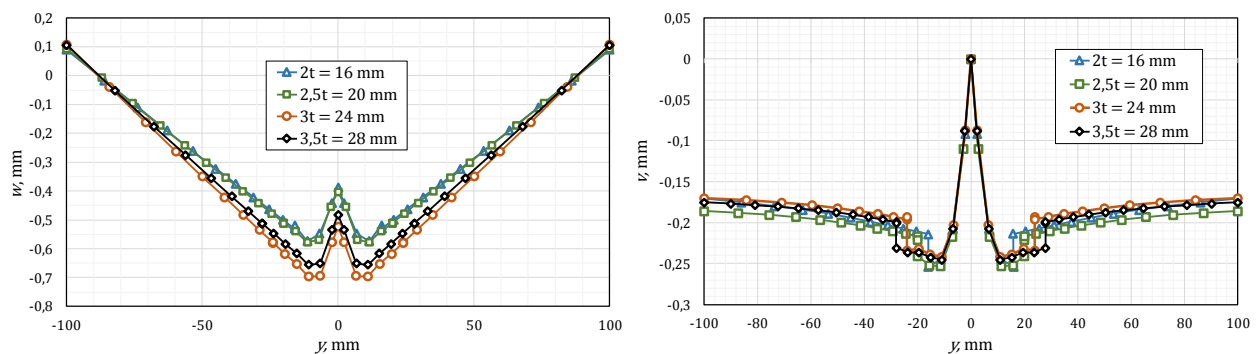 0,2
0,1
0
-0,1
-0,2
-0,3
-0,4
-0,5
-0,6
-0,7
-0,8
w, mm
-100
-50
0
50
100
y, mm
2t = 16 mm
2,5t = 20 mm
3t = 24 mm
3,5t = 28 mm
0,05
0
-0,05
-0,1
-0,15
-0,2
-0,25
-0,3
v, mm
-100
-80
-60
-40
-20
0
20
40
60
80
100
y, mm
2t = 16 mm
2,5t = 20 mm
3t = 24 mm
3,5t = 28 mm